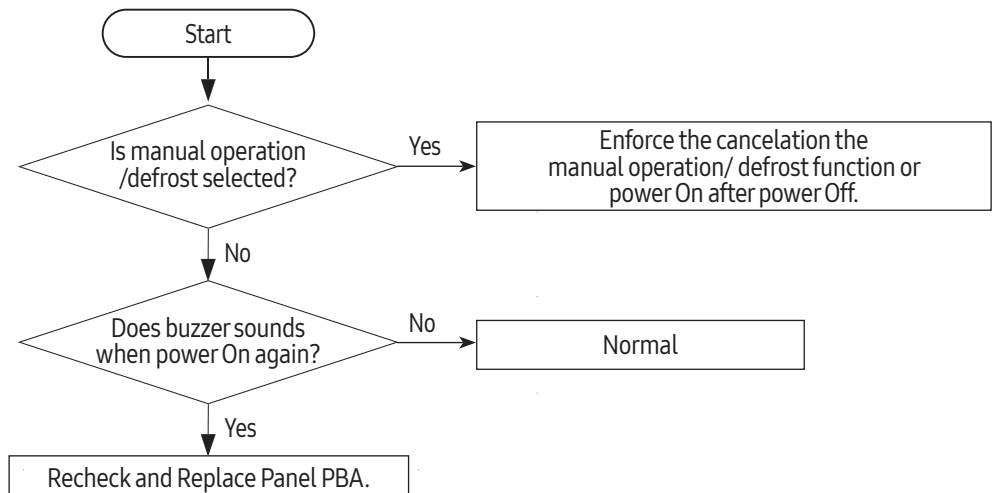 Start
Is manual operation
/defrost selected?
Yes
Enforce the cancelation the
manual operation/ defrost function or
power On after power Off.
No
Does buzzer sounds
when power On again?
No
Normal
Yes
Recheck and Replace Panel PBA.